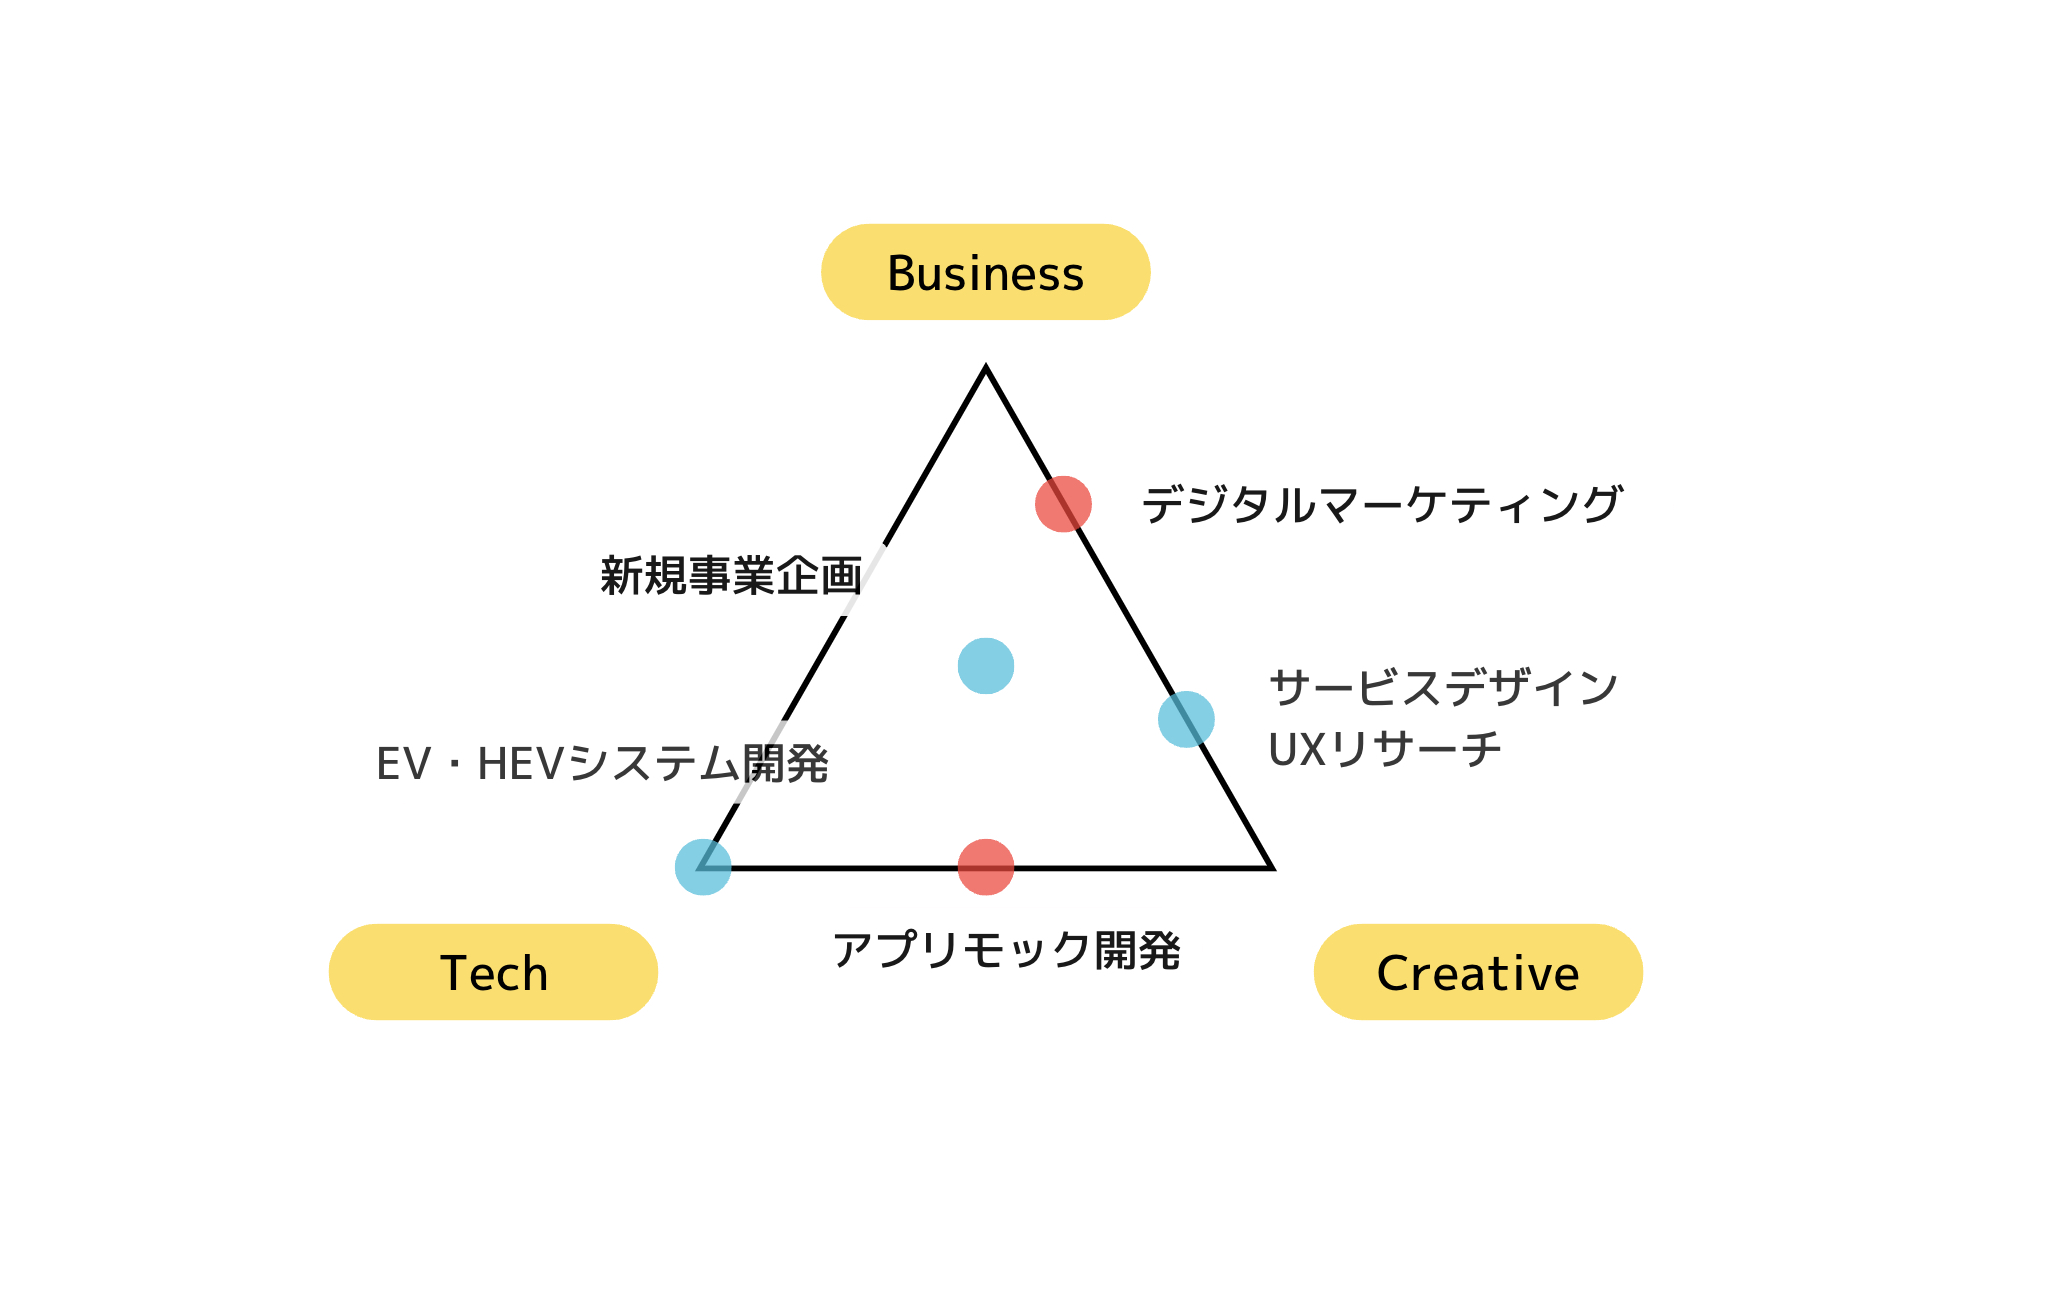 Business
デジタルマーケティング
新規事業企画
サービスデザイン
UXリサーチ
EV・HEVシステム開発
アプリモック開発
Tech
Creative